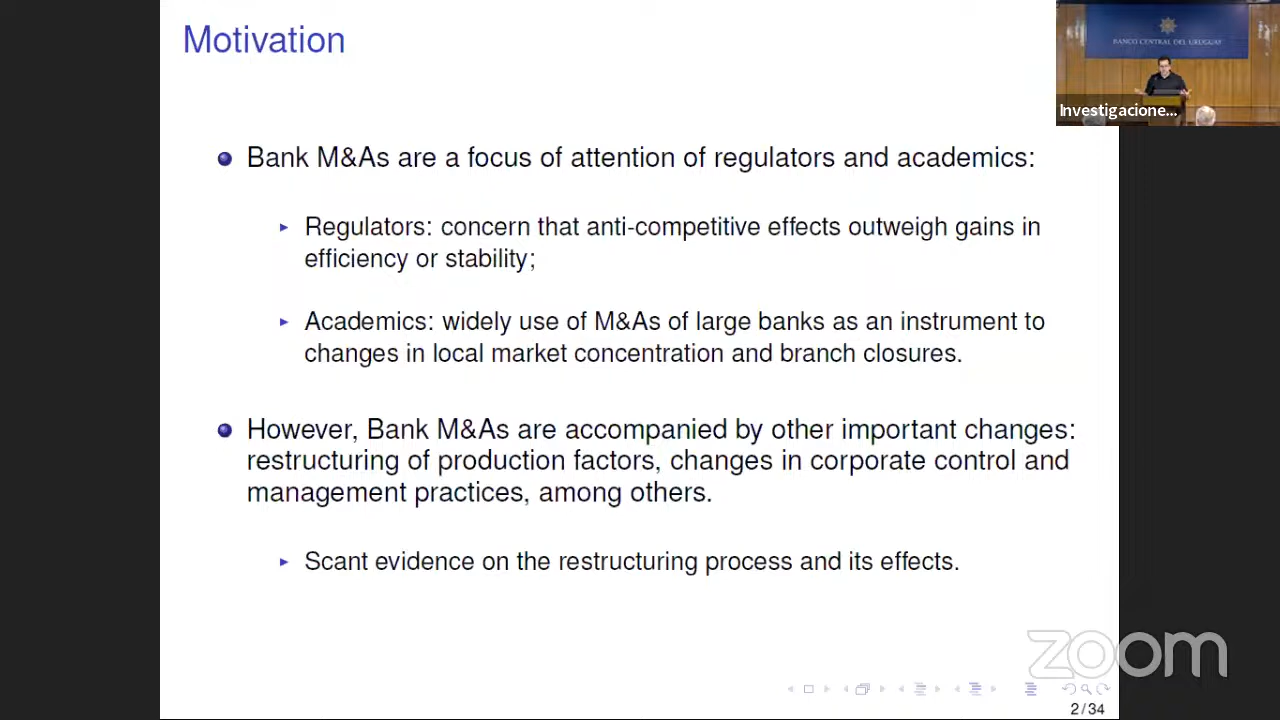 Motivation
BANCO CENTRAL DEL URUGUAY
Investigacione...
Bank M&As are a focus of attention of regulators and academics:
Regulators: concern that anti-competitive effects outweigh gains in
efficiency or stability;
Academics: widely use of M&As of large banks as an instrument to
changes in local market concentration and branch closures.
However, Bank M&As are accompanied by other important changes:
restructuring of production factors, changes in corporate control and
management practices, among others.
Scant evidence on the restructuring process and its effects.
zoom
2/34